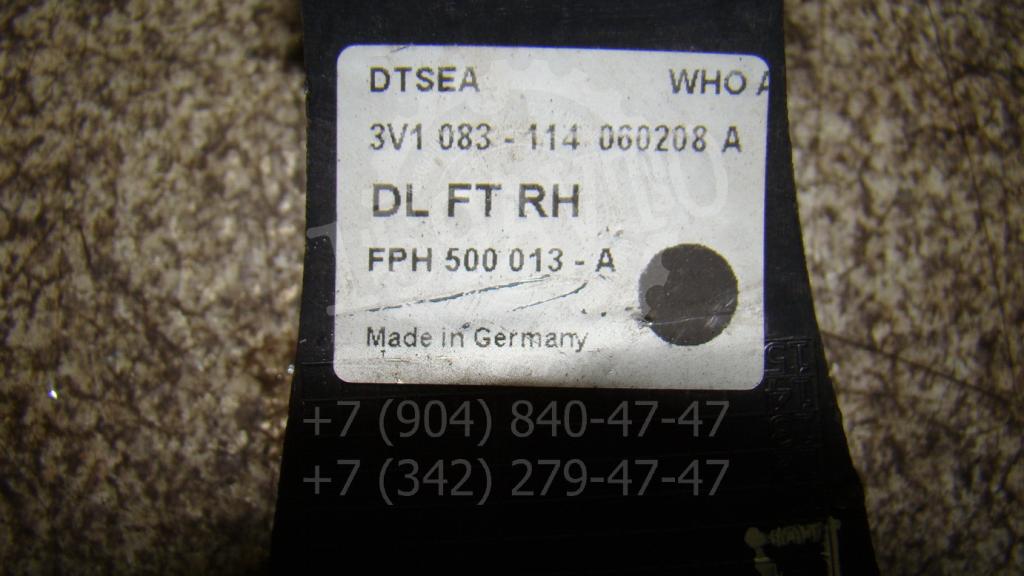 DTSEA WHO A
3V1 083 - 114 060208 A
DL FT RH
FPH 500 013 - A
Made in Germany
+7 (904) 840-47-47
+7 (342) 279-47-47